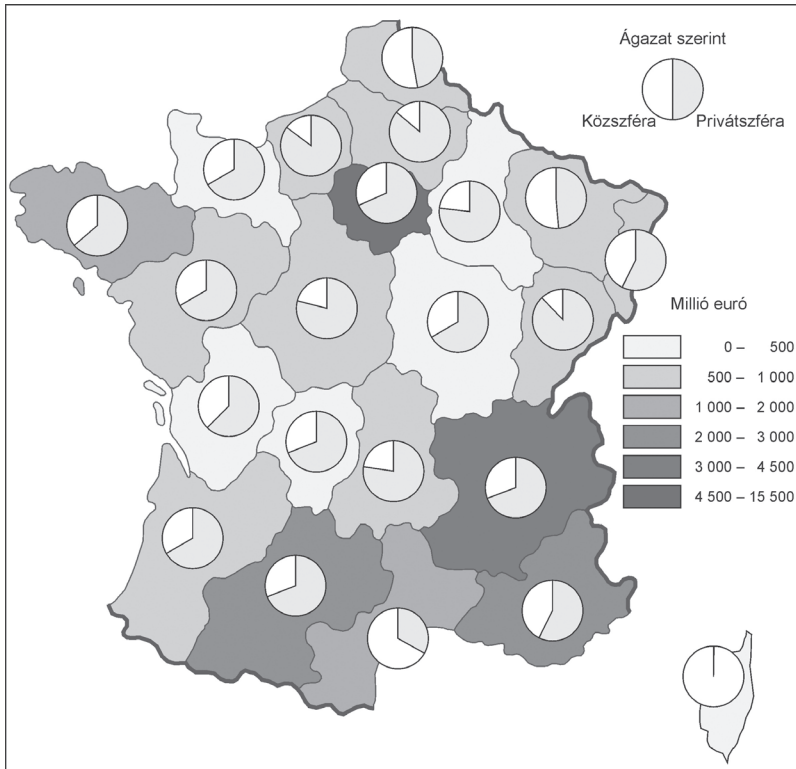 Ágazat szerint
Közszféra Privátszféra
Millió euró
0 – 500
500 – 1 000
1 000 – 2 000
2 000 – 3 000
3 000 – 4 500
4 500 – 15 500